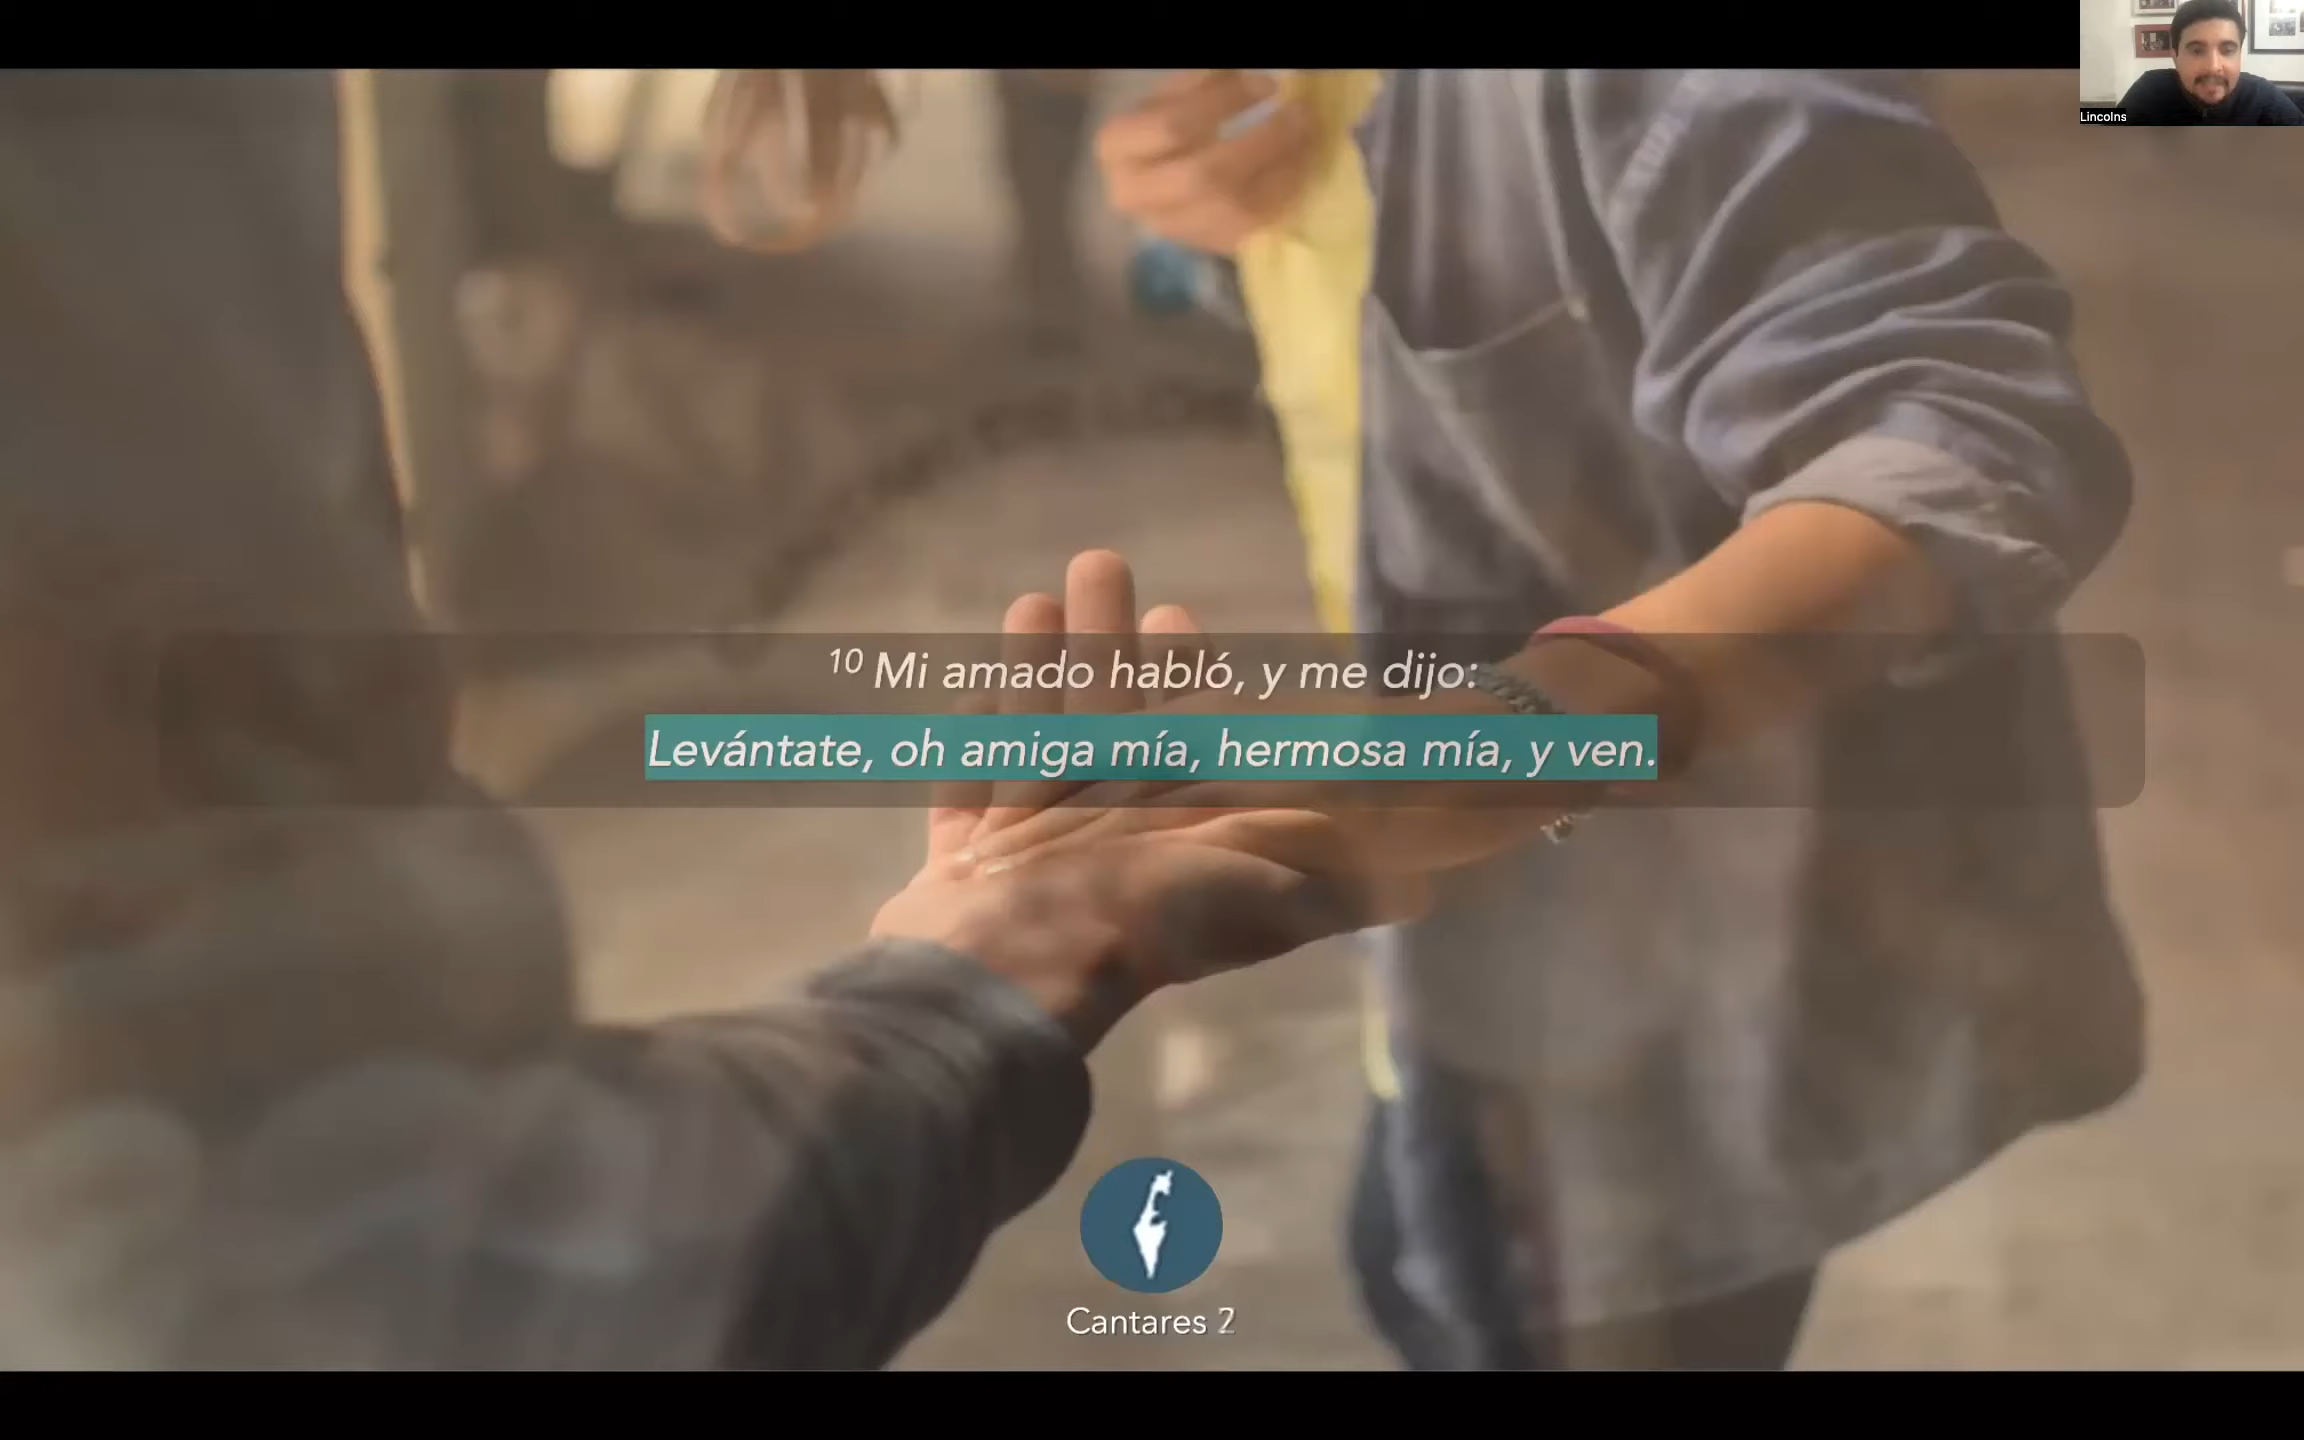 Lincolns
10 Mi amado habló, y me dijo:
Levántate, oh amiga mía, hermosa mía, y ven.
Cantares 2